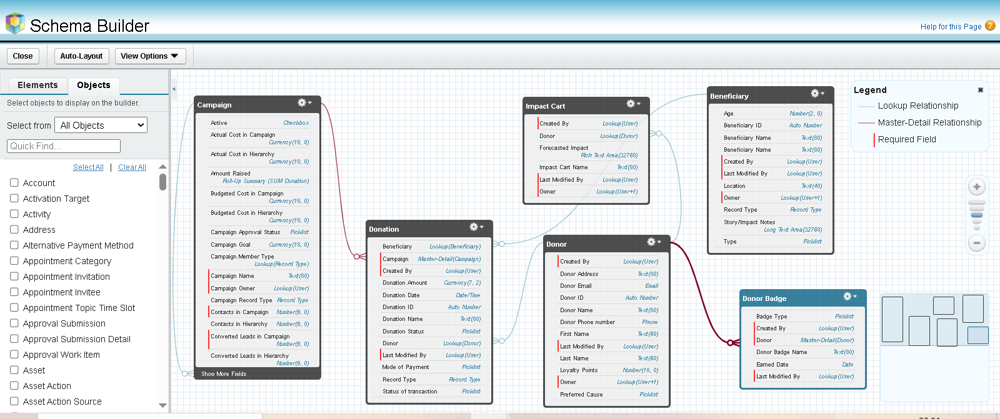 Schema Builder
Help for this Page
Close
Auto-Layout
View Options
Elements
Objects
Select objects to display on the builder.
Select from All Objects
Quick Find...
Select All | Clear All
Account
Activation Target
Activity
Address
Alternative Payment Method
Appointment Category
Appointment Invitation
Appointment Invitee
Appointment Topic Time Slot
Approval Submission
Approval Submission Detail
Approval Work Item
Asset
Asset Action
Asset Action Source
Campaign
Active Checkbox
Actual Cost in Campaign
Currency(18, 0)
Actual Cost in Hierarchy
Currency(18, 0)
Amount Raised
Roll-Up Summary (SUM Donation)
Budgeted Cost in Campaign
Currency(18, 0)
Budgeted Cost in Hierarchy
Currency(18, 0)
Campaign Approval Status Picklist
Campaign Goal Currency(18, 0)
Campaign Member Type
Lookup(Record Type)
Campaign Name Text(80)
Campaign Owner Lookup(User)
Campaign Record Type Record Type
Contacts in Campaign Number(9, 0)
Contacts in Hierarchy Number(9, 0)
Converted Leads in Campaign
Number(9, 0)
Converted Leads in Hierarchy
Number(9, 0)
Show More Fields
Donation
Beneficiary Lookup(Beneficiary)
Campaign Master-Detail(Campaign)
Created By Lookup(User)
Donation Amount Currency(7, 2)
Donation Date Date/Time
Donation ID Auto Number
Donation Name Text(80)
Donation Status Picklist
Donor Lookup(Donor)
Last Modified By Lookup(User)
Mode of Payment Picklist
Record Type Record Type
Status of transaction Picklist
Impact Cart
Created By Lookup(User)
Donor Lookup(Donor)
Forecasted Impact
Rich Text Area(32768)
Impact Cart Name Text(80)
Last Modified By Lookup(User)
Owner Lookup(User+1)
Donor
Created By Lookup(User)
Donor Address Text(80)
Donor Email Email
Donor ID Auto Number
Donor Name Text(80)
Donor Phone number Phone
First Name Text(60)
Last Modified By Lookup(User)
Last Name Text(60)
Loyalty Points Number(18, 0)
Owner Lookup(User+1)
Preferred Cause Picklist
Beneficiary
Age Number(2, 0)
Beneficiary ID Auto Number
Beneficiary Name Text(80)
Beneficiary Name Text(80)
Created By Lookup(User)
Last Modified By Lookup(User)
Location Text(40)
Owner Lookup(User+1)
Record Type Record Type
Story/Impact Notes
Long Text Area(32768)
Type Picklist
Donor Badge
Badge Type Picklist
Created By Lookup(User)
Donor Master-Detail(Donor)
Donor Badge Name Text(80)
Earned Date Date
Last Modified By Lookup(User)
Legend
Lookup Relationship
Master-Detail Relationship
Required Field